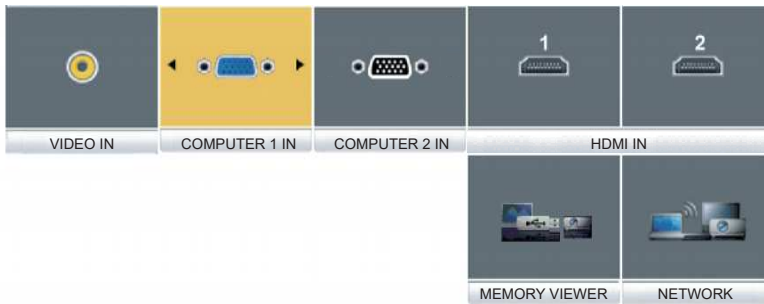 1
2
VIDEO IN
COMPUTER 1 IN
COMPUTER 2 IN
HDMI IN
MEMORY VIEWER
NETWORK